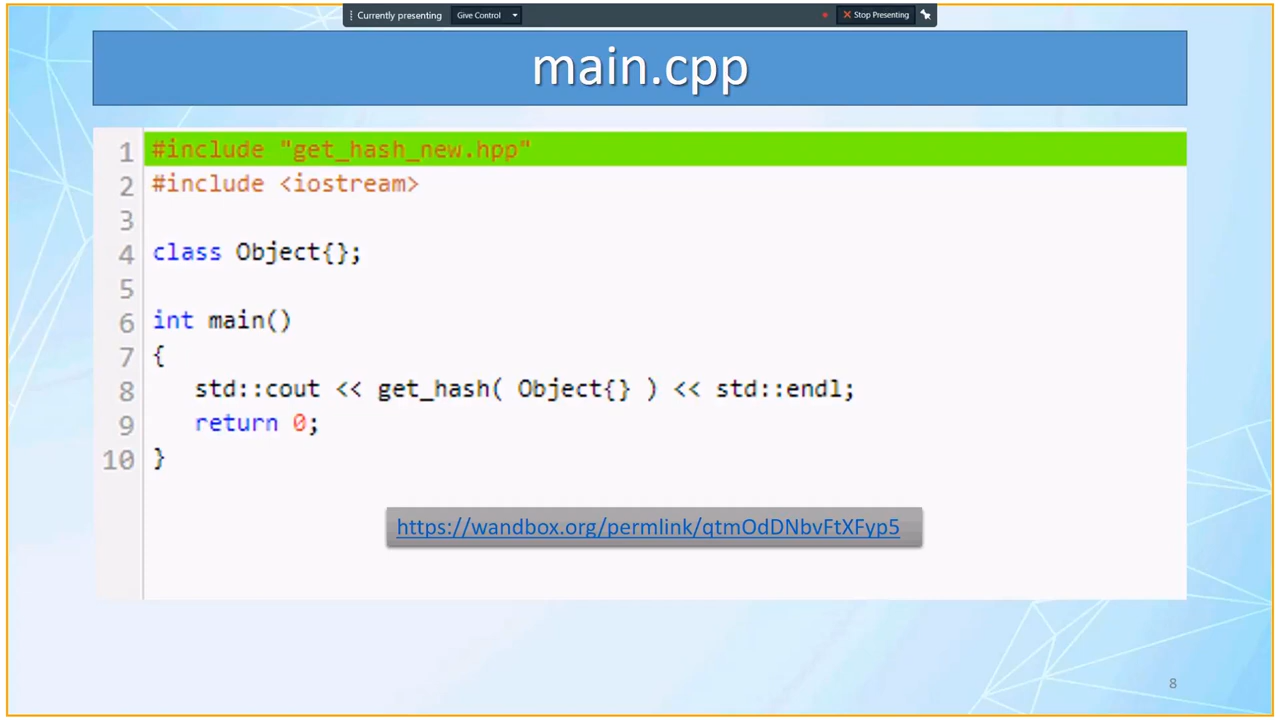 Currently presenting Give Control Stop Presenting
main.cpp
1 #include "get_hash_new.hpp"
2 #include <iostream>
3
4 class Object{};
5
6 int main()
7 {
8 std::cout << get_hash( Object{} ) << std::endl;
9 return 0;
10 }
https://wandbox.org/permlink/qtmOdDNbvFtXFyp5
8